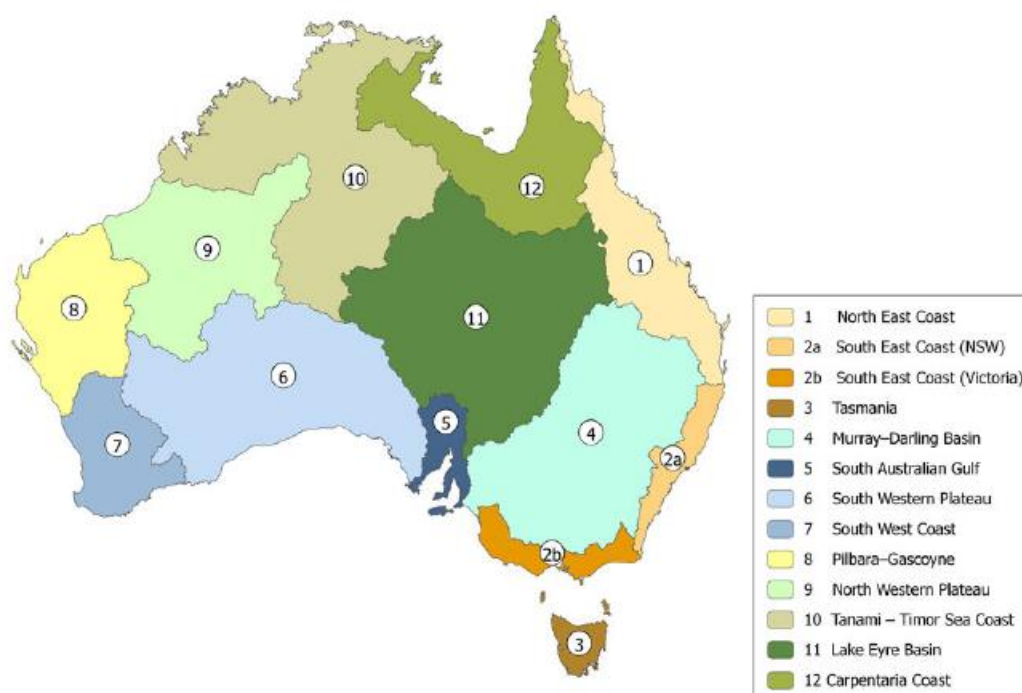 10
12
9
1
8
11
6
5
4
7
2a
2b
3
1 North East Coast
2a South East Coast (NSW)
2b South East Coast (Victoria)
3 Tasmania
4 Murray–Darling Basin
5 South Australian Gulf
6 South Western Plateau
7 South West Coast
8 Pilbara–Gascoyne
9 North Western Plateau
10 Tanami – Timor Sea Coast
11 Lake Eyre Basin
12 Carpentaria Coast